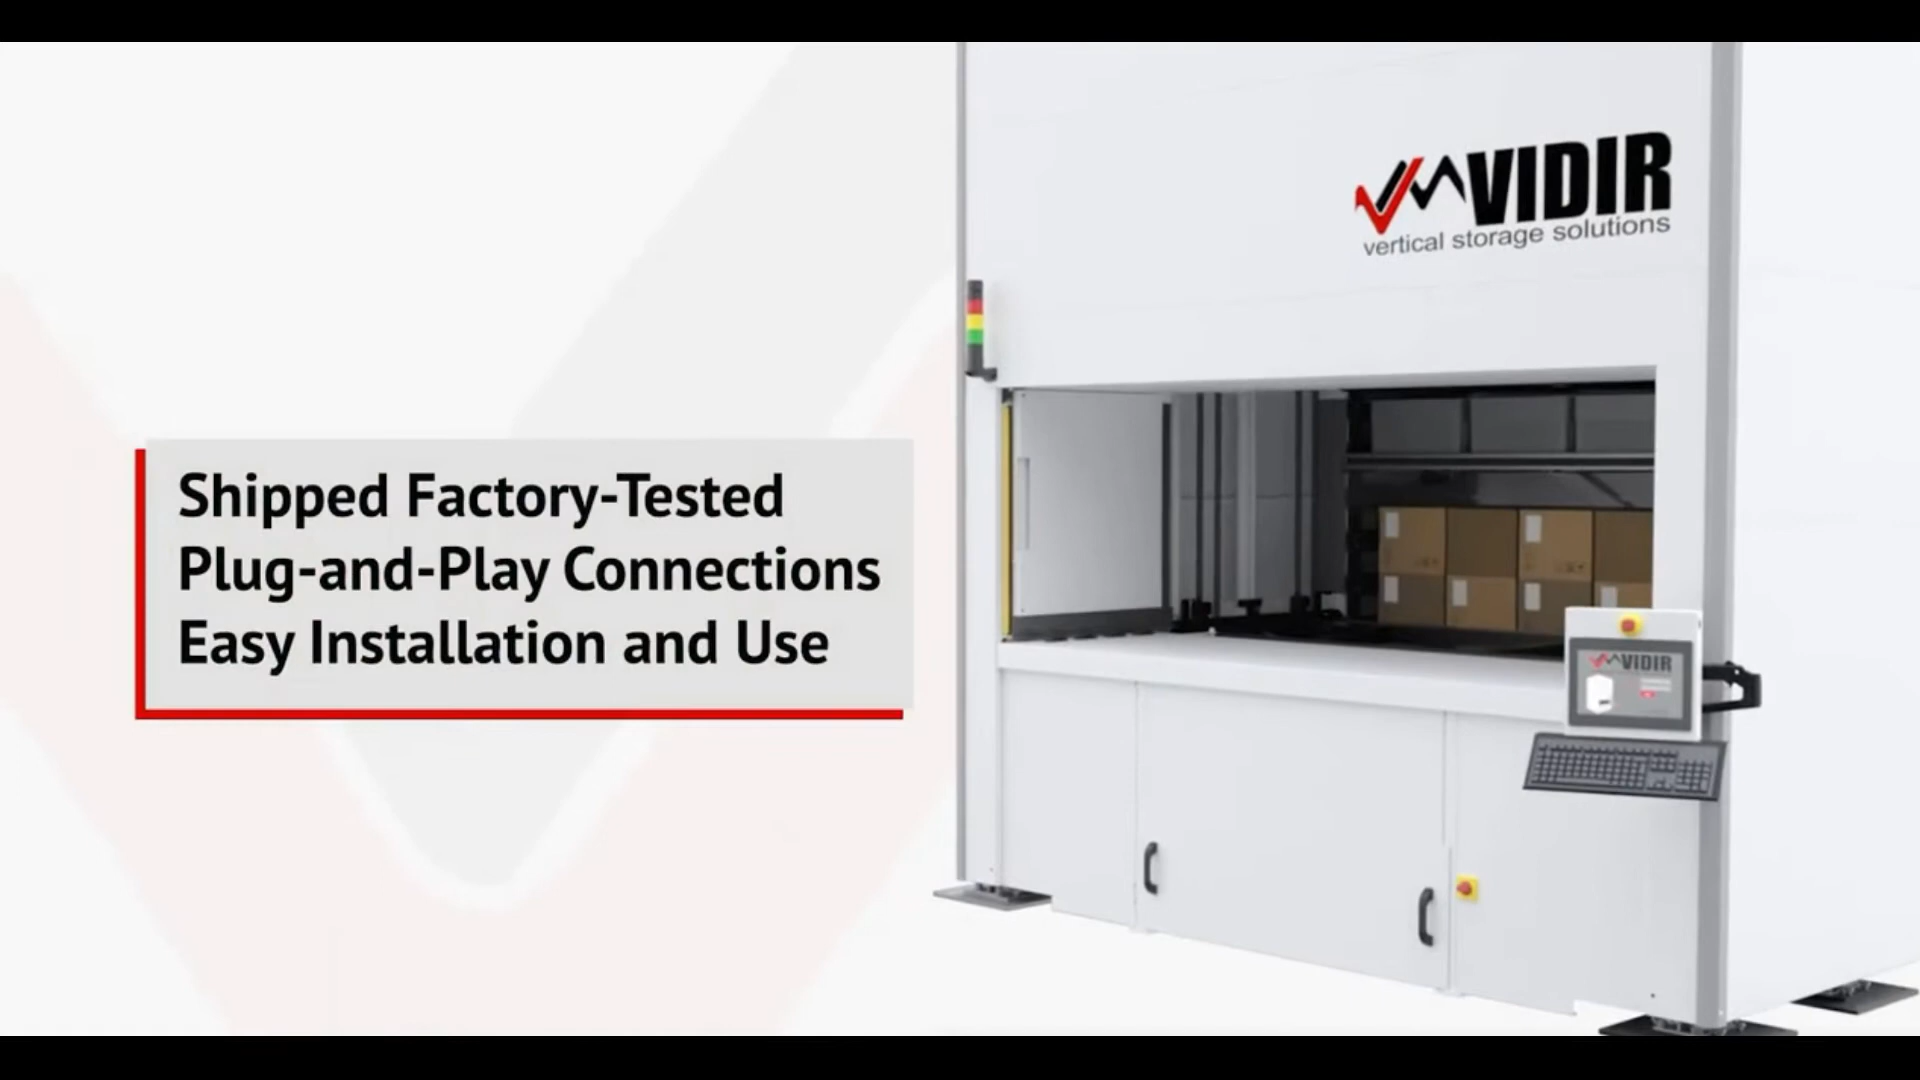 VIDIR
vertical storage solutions
Shipped Factory-Tested
Plug-and-Play Connections
Easy Installation and Use
VIDIR